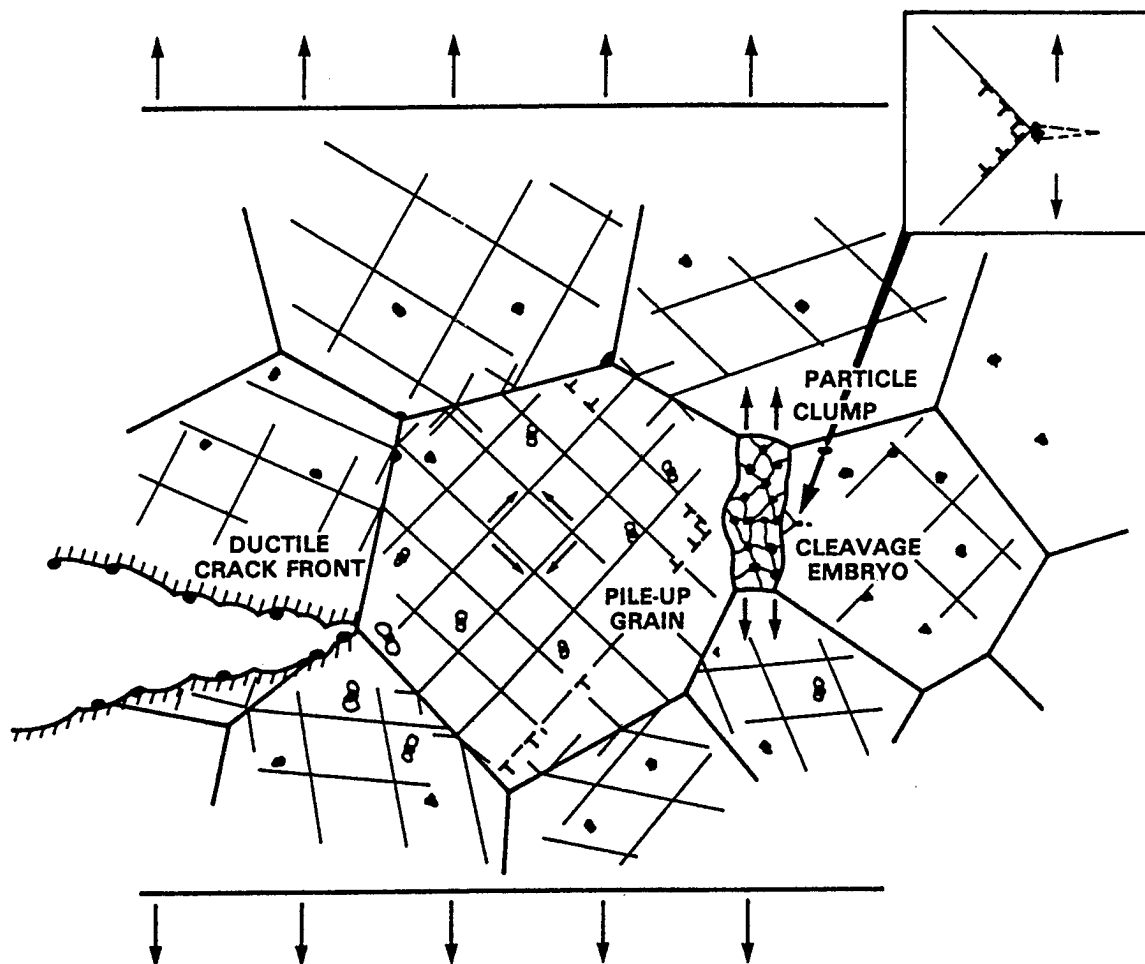 PARTICLE
CLUMP
DUCTILE
CRACK FRONT
CLEAVAGE
EMBRYO
PILE-UP
GRAIN